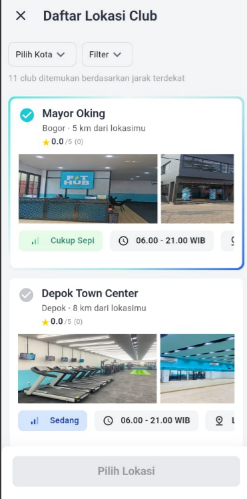 Daftar Lokasi Club
Pilih Kota
Filter
11 club ditemukan berdasarkan jarak terdekat
Mayor Oking
Bogor • 5 km dari lokasimu
0.0 /5 (0)
FIT HUB
Cukup Sepi
06.00 - 21.00 WIB
Depok Town Center
Depok • 8 km dari lokasimu
0.0 /5 (0)
Sedang
06.00 - 21.00 WIB
L
Pilih Lokasi